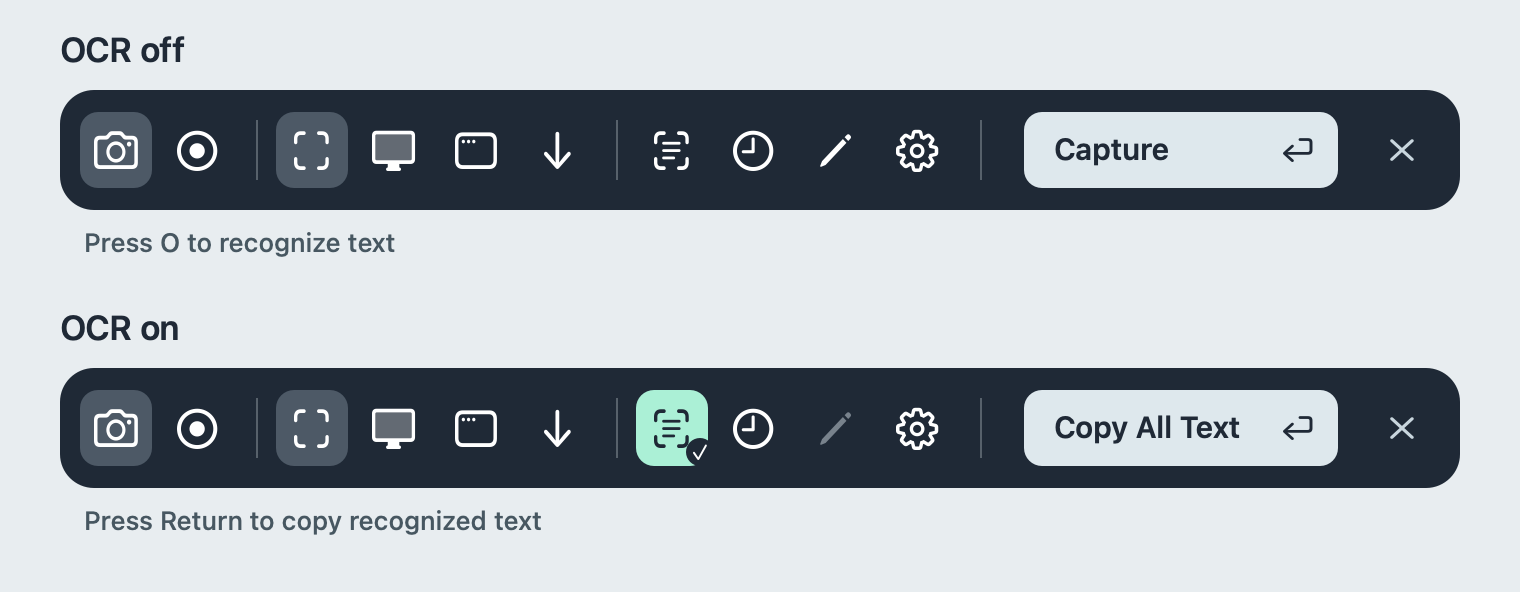 OCR off
Capture
Press O to recognize text
OCR on
Copy All Text
Press Return to copy recognized text